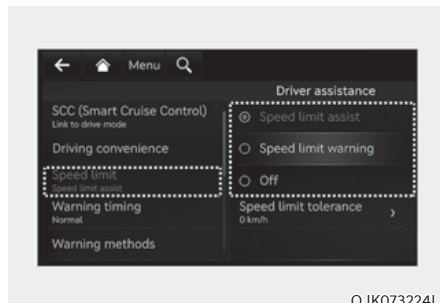 Menu
Driver assistance
SCC (Smart Cruise Control)
Link to drive mode
Driving convenience
Speed limit
Speed limit assist
Warning timing
Normal
Warning methods
Speed limit assist
Speed limit warning
Off
Speed limit tolerance
0 km/h
OJK073224L